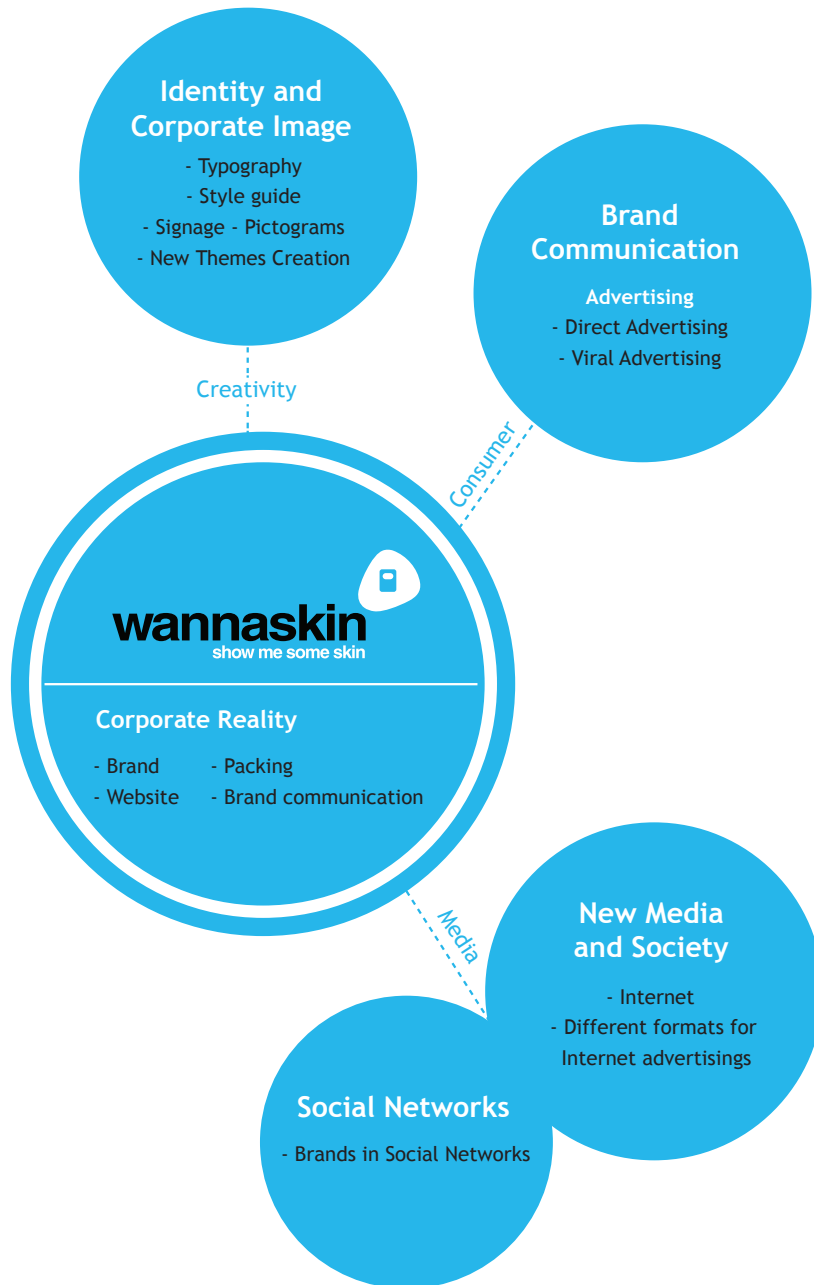 Identity and
Corporate Image
- Typography
- Style guide
- Signage - Pictograms
- New Themes Creation
Brand
Communication
Advertising
- Direct Advertising
- Viral Advertising
Creativity
Consumer
wannaskin
show me some skin
Corporate Reality
- Brand - Packing
- Website - Brand communication
Media
New Media
and Society
- Internet
- Different formats for
Internet advertisings
Social Networks
- Brands in Social Networks